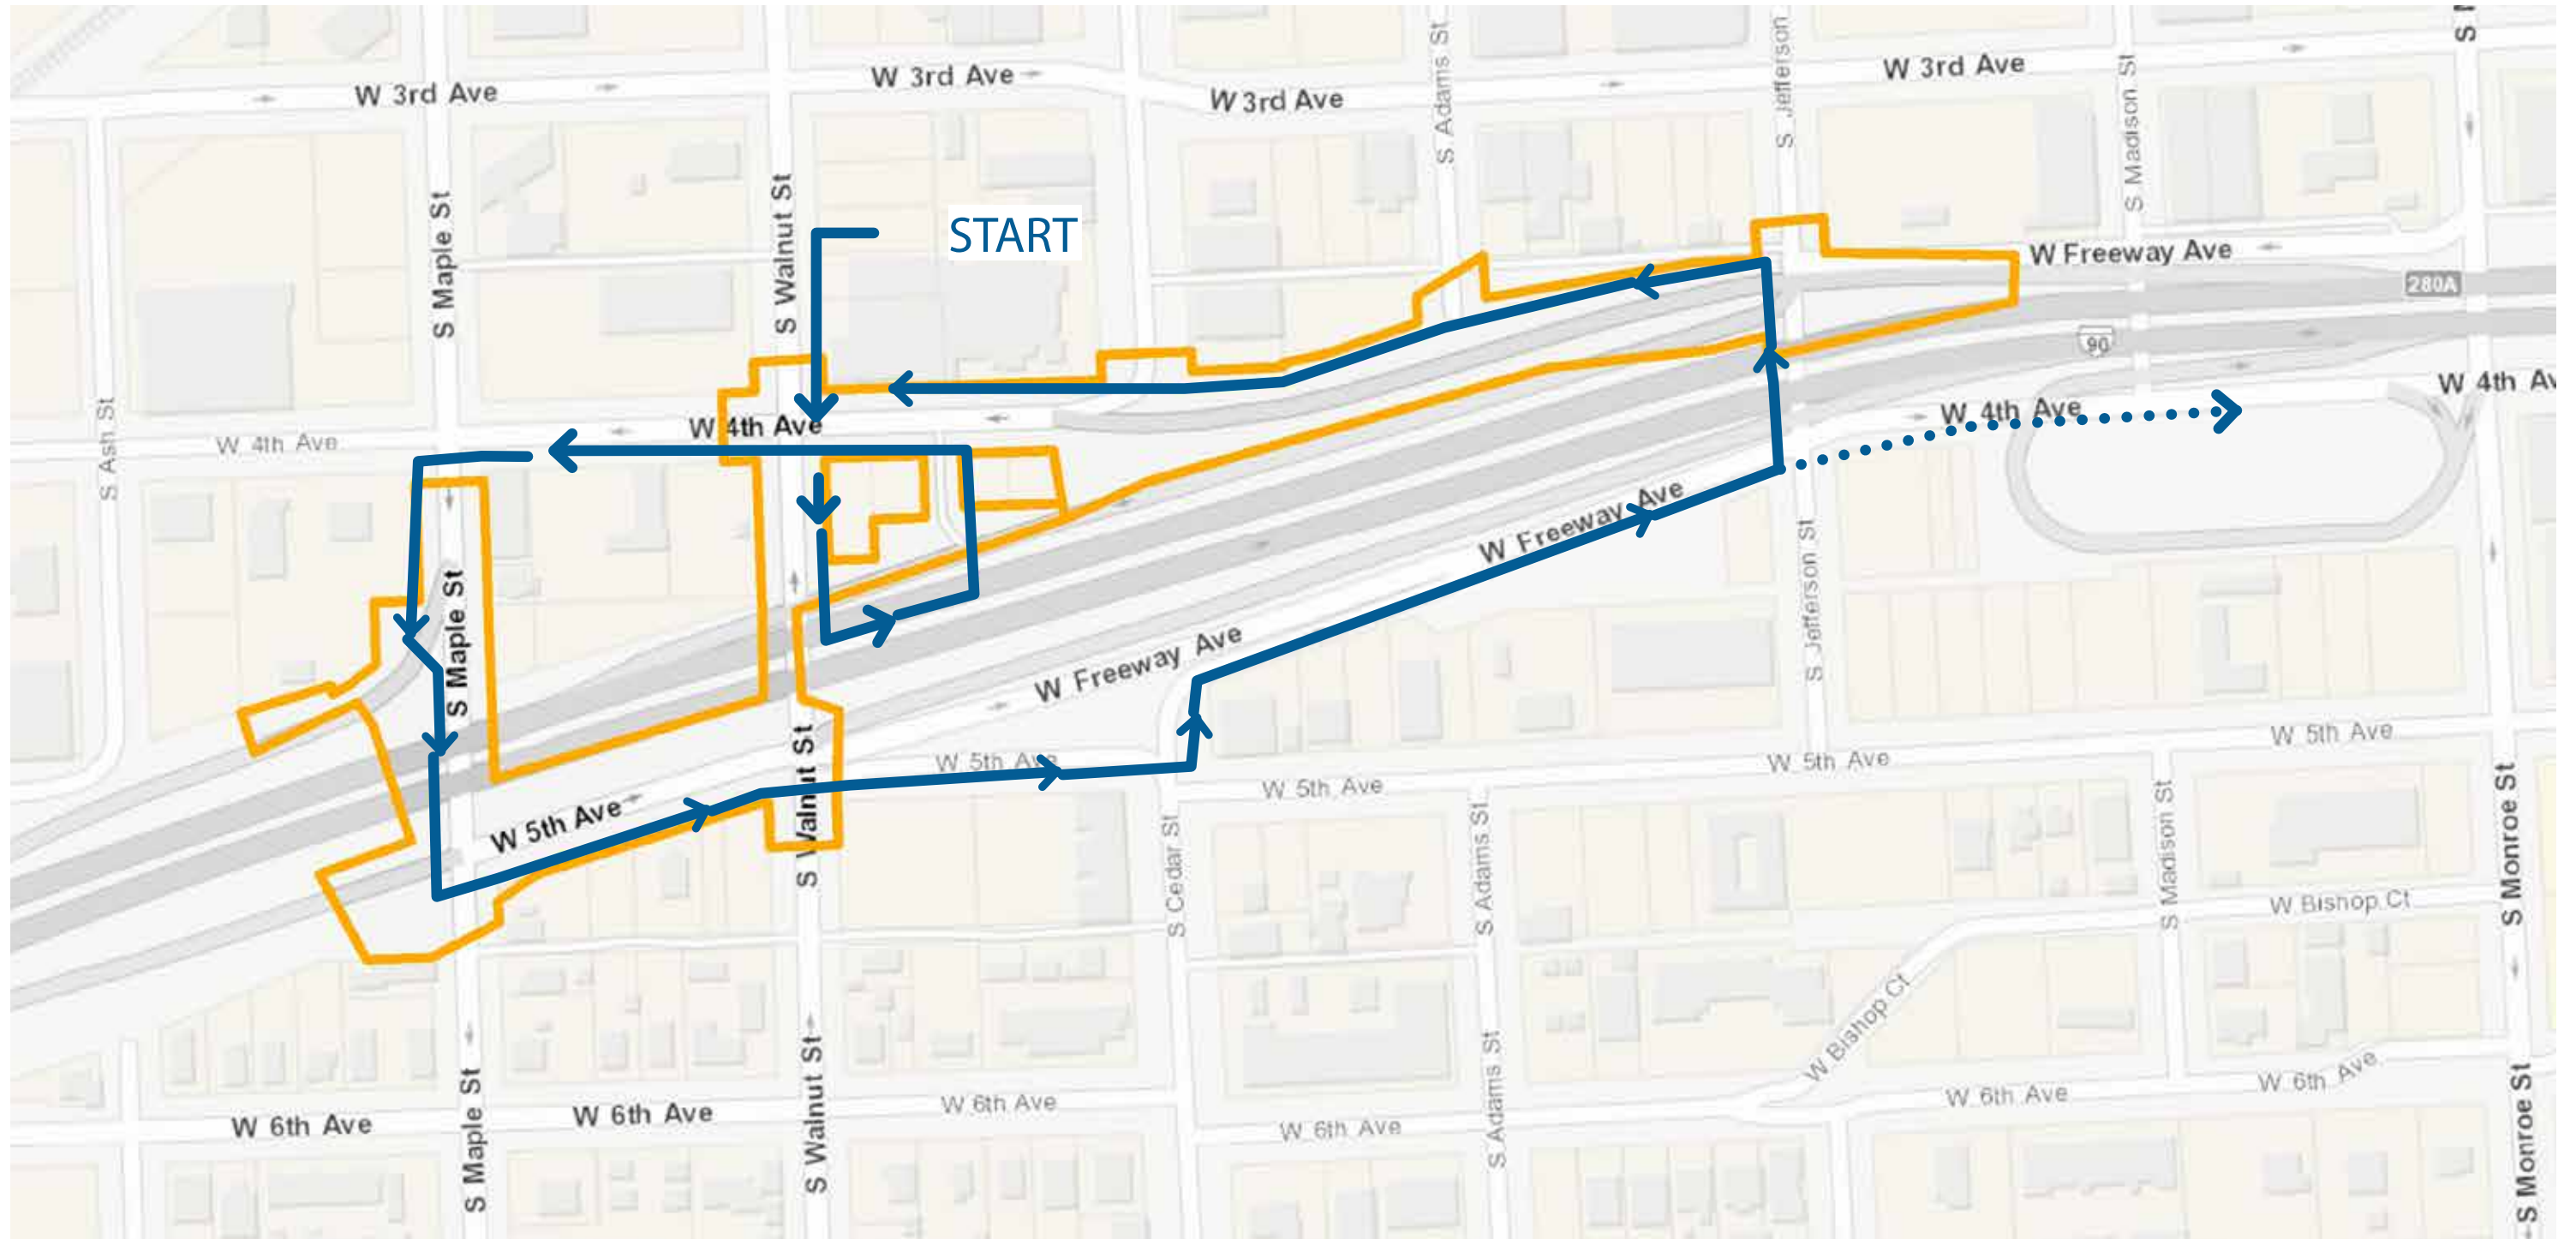 W 3rd Ave
W 3rd Ave
W 3rd Ave
W 3rd Ave
S Adams St
S Jefferson
S Madison St
S Maple St
S Walnut St
START
W Freeway Ave
280A
90
W 4th Ave
W 4th Ave
W 4th Ave
W 4th Av
S Ash St
S Maple St
W Freeway Ave
W Freeway Ave
S Jefferson St
W 5th Ave
S Walnut St
W 5th Ave
W 5th Ave
W 5th Ave
W 5th Ave
S Cedar St
S Adams St
S Madison St
S Monroe St
W Bishop Ct
W Bishop Ct
W 6th Ave
W 6th Ave
W 6th Ave
W 6th Ave
W 6th Ave
W 6th Ave
S Maple St
S Walnut St
S Adams St
S Monroe St